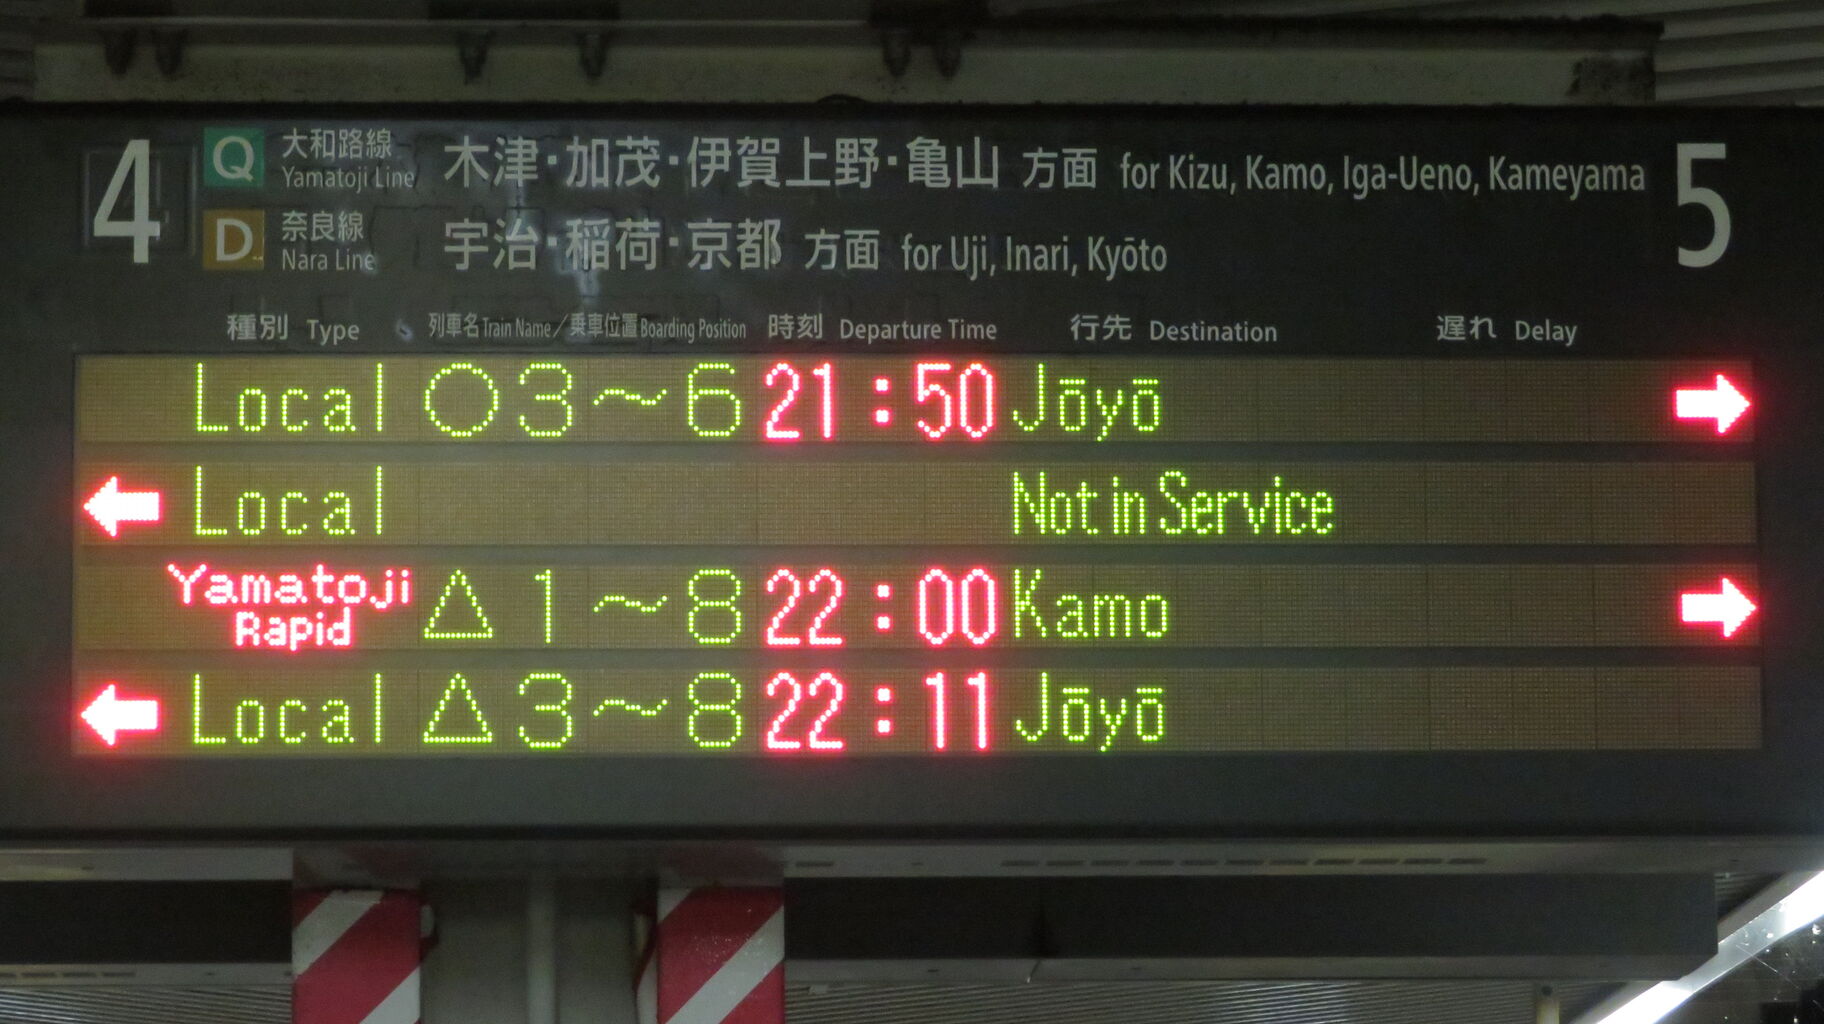 4 Q 大和路線 木津・加茂・伊賀上野・亀山 方面 for Kizu, Kamo, Iga-Ueno, Kameyama 5
Yamatoji Line
D 奈良線 宇治・稲荷・京都 方面 for Uji, Inari, Kyōto
Nara Line
種別 Type 列車名 Train Name／乗車位置 Boarding Position 時刻 Departure Time 行先 Destination 遅れ Delay
Local ○ 3～6 21:50 Jōyō →
← Local Not in Service
Yamatoji Rapid △ 1～8 22:00 Kamo →
← Local △ 3～8 22:11 Jōyō